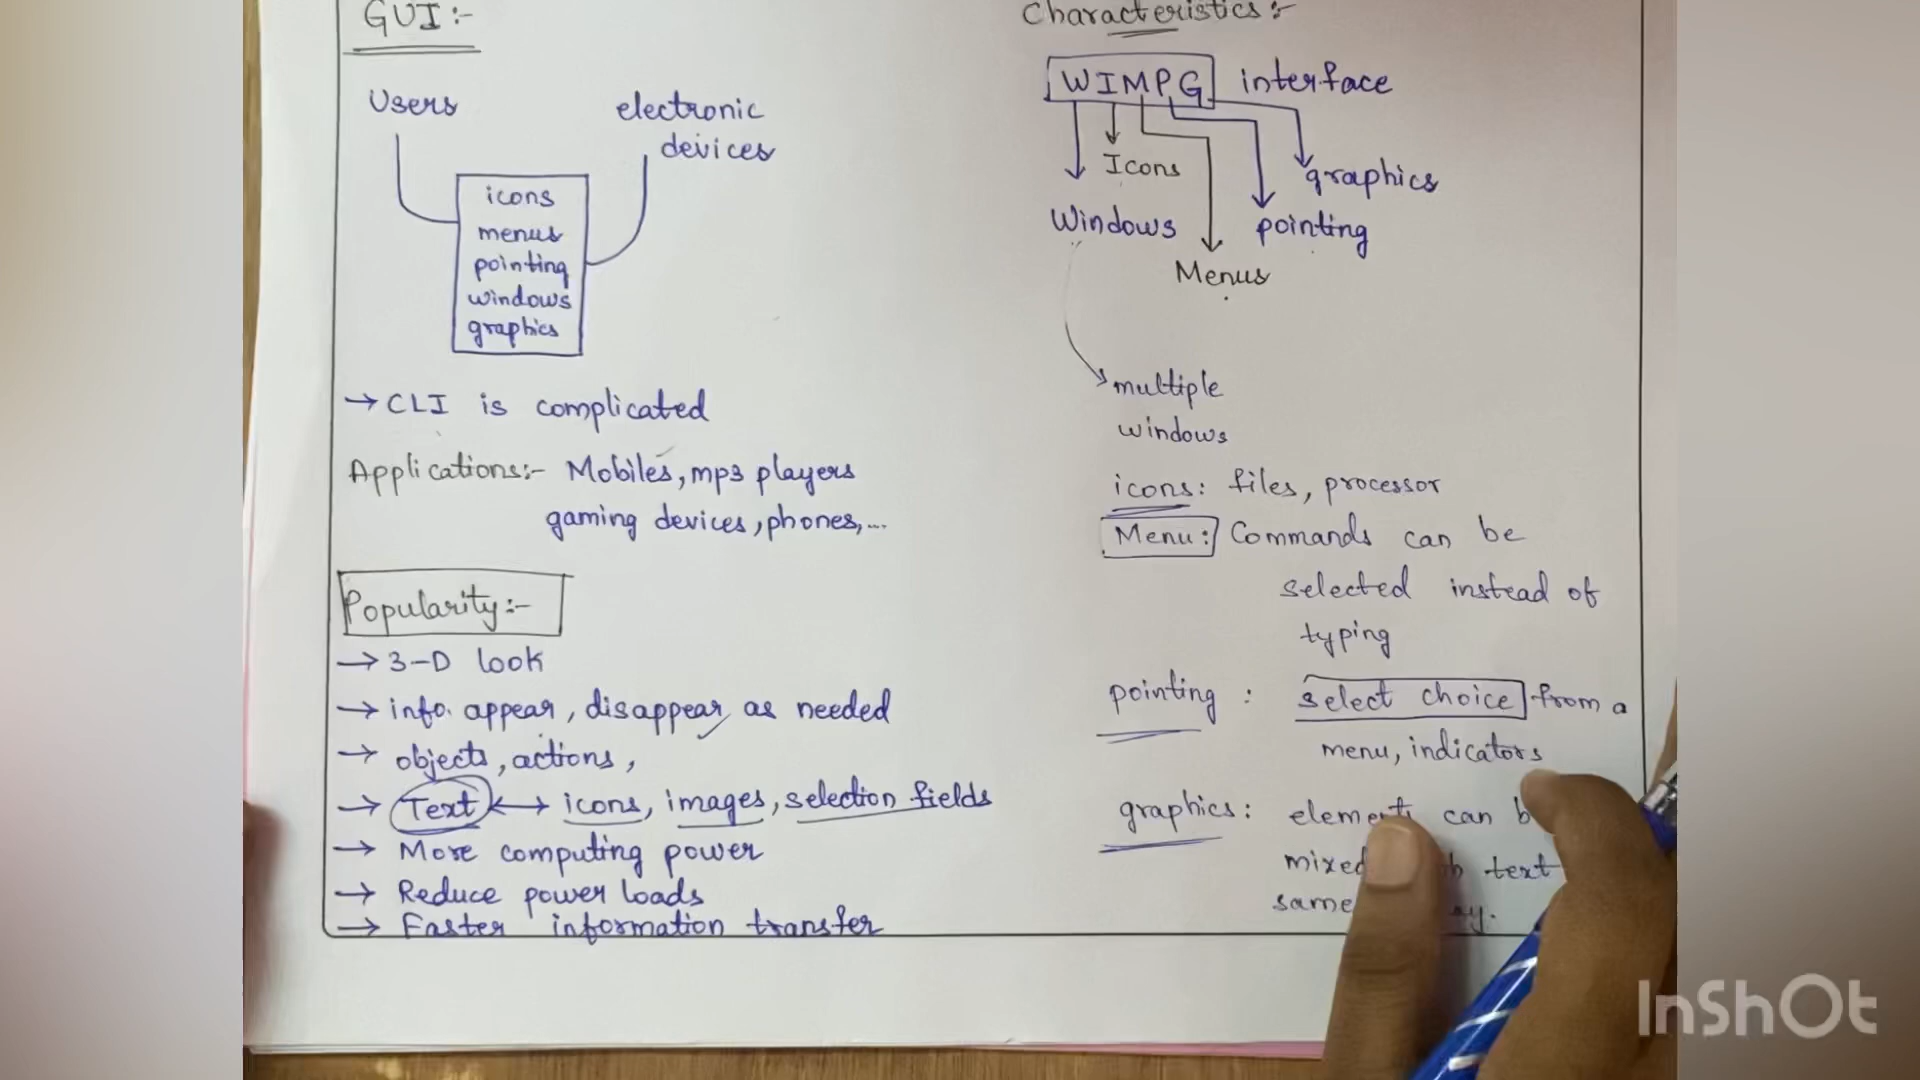 GUI:-
Users
electronic
devices
icons
menus
pointing
windows
graphics
→ CLI is complicated
Applications:- Mobiles, mp3 players
gaming devices, phones,...
Popularity:-
→ 3-D look
→ info. appear, disappear as needed
→ objects, actions,
→ Text ↔ icons, images, selection fields
→ More computing power
→ Reduce power loads
→ Faster information transfer
Characteristics:-
WIMPG interface
Icons
graphics
Windows
pointing
Menus
multiple
windows
icons: files, processor
Menu: Commands can be
selected instead of
typing
pointing : select choice from a
menu, indicators
graphics: can
mixed text
same
InShOt